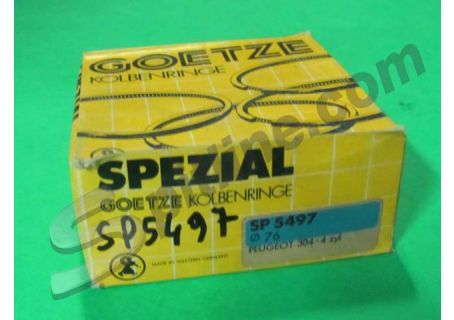 GOETZE
KOLBENRINGE
SPEZIAL
GOETZE KOLBENRINGE
SP5497
SP 5497
Ø 76
PEUGEOT 304-4 zyl
MADE IN WESTERN GERMANY